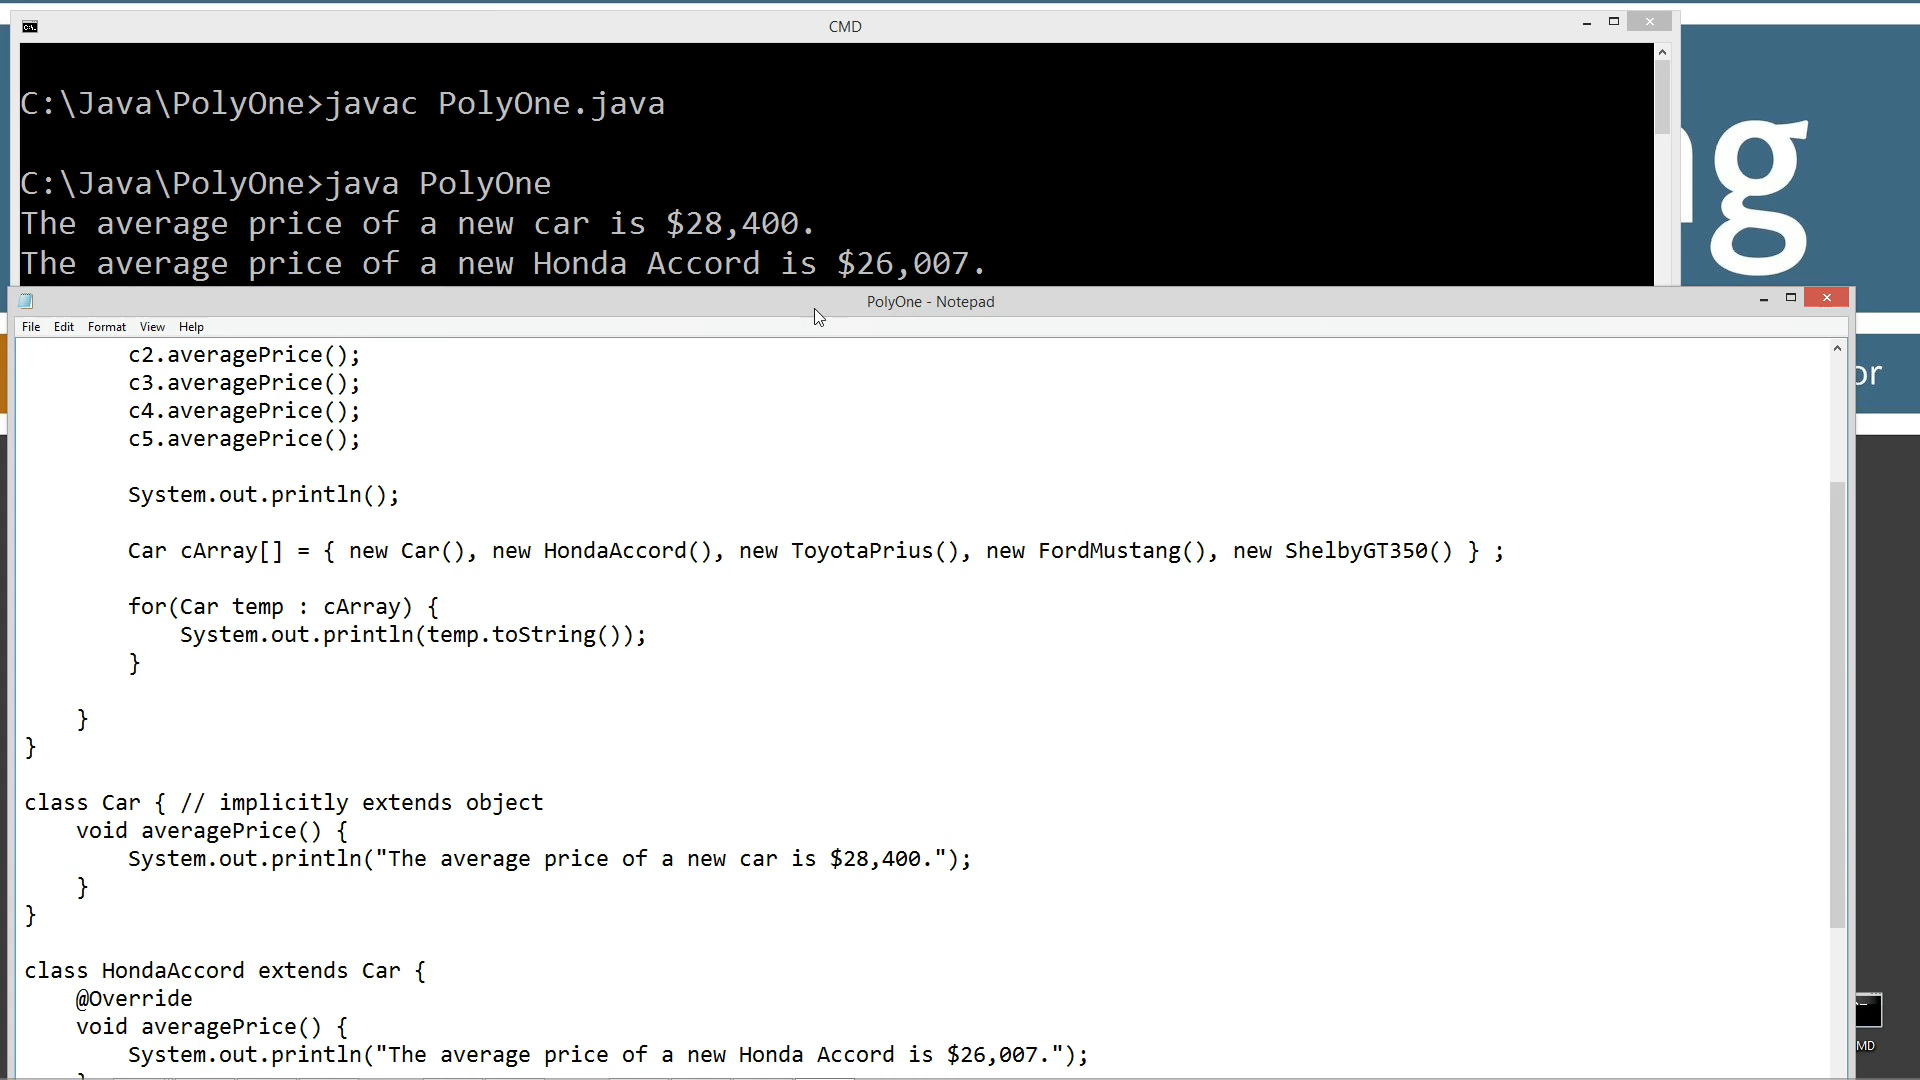 CMD
C:\Java\PolyOne>javac PolyOne.java
C:\Java\PolyOne>java PolyOne
The average price of a new car is $28,400.
The average price of a new Honda Accord is $26,007.
g
PolyOne - Notepad
File Edit Format View Help
c2.averagePrice();
c3.averagePrice();
c4.averagePrice();
c5.averagePrice();
System.out.println();
Car cArray[] = { new Car(), new HondaAccord(), new ToyotaPrius(), new FordMustang(), new ShelbyGT350() } ;
for(Car temp : cArray) {
System.out.println(temp.toString());
}
}
}
class Car { // implicitly extends object
void averagePrice() {
System.out.println("The average price of a new car is $28,400.");
}
}
class HondaAccord extends Car {
@Override
void averagePrice() {
System.out.println("The average price of a new Honda Accord is $26,007.");
or
MD